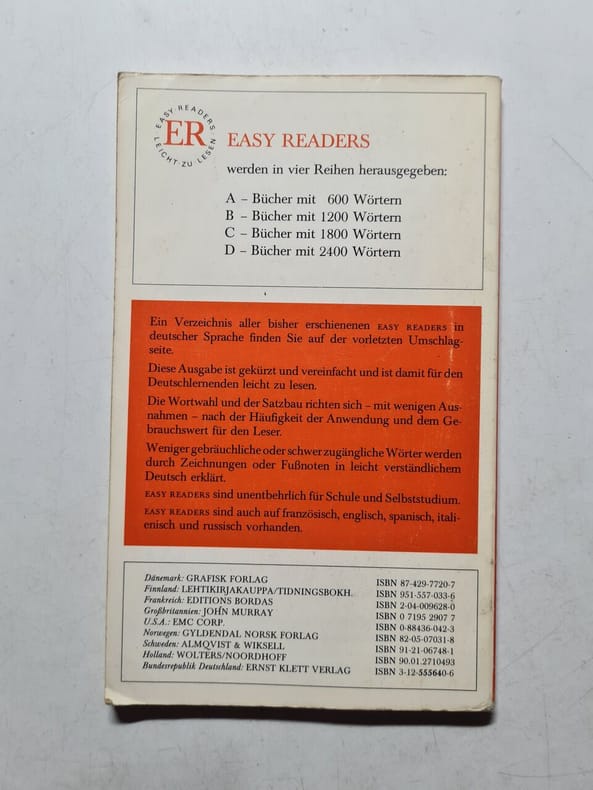 EASY READERS
ER
LEICHT ZU LESEN
EASY READERS
werden in vier Reihen herausgegeben:
A – Bücher mit 600 Wörtern
B – Bücher mit 1200 Wörtern
C – Bücher mit 1800 Wörtern
D – Bücher mit 2400 Wörtern
Ein Verzeichnis aller bisher erschienenen EASY READERS in
deutscher Sprache finden Sie auf der vorletzten Umschlag-
seite.
Diese Ausgabe ist gekürzt und vereinfacht und ist damit für den
Deutschlernenden leicht zu lesen.
Die Wortwahl und der Satzbau richten sich – mit wenigen Aus-
nahmen – nach der Häufigkeit der Anwendung und dem Ge-
brauchswert für den Leser.
Weniger gebräuchliche oder schwer zugängliche Wörter werden
durch Zeichnungen oder Fußnoten in leicht verständlichem
Deutsch erklärt.
EASY READERS sind unentbehrlich für Schule und Selbststudium.
EASY READERS sind auch auf französisch, englisch, spanisch, itali-
enisch und russisch vorhanden.
Dänemark: GRAFISK FORLAG ISBN 87-429-7720-7
Finnland: LEHTIKIRJAKAUPPA/TIDNINGSBOKH. ISBN 951-557-033-6
Frankreich: EDITIONS BORDAS ISBN 2-04-009628-0
Großbritannien: JOHN MURRAY ISBN 0 7195 2907 7
U.S.A.: EMC CORP. ISBN 0-88436-042-3
Norwegen: GYLDENDAL NORSK FORLAG ISBN 82-05-07031-8
Schweden: ALMQVIST & WIKSELL ISBN 91-21-06748-1
Holland: WOLTERS/NOORDHOFF ISBN 90.01.2710493
Bundesrepublik Deutschland: ERNST KLETT VERLAG ISBN 3-12-555640-6